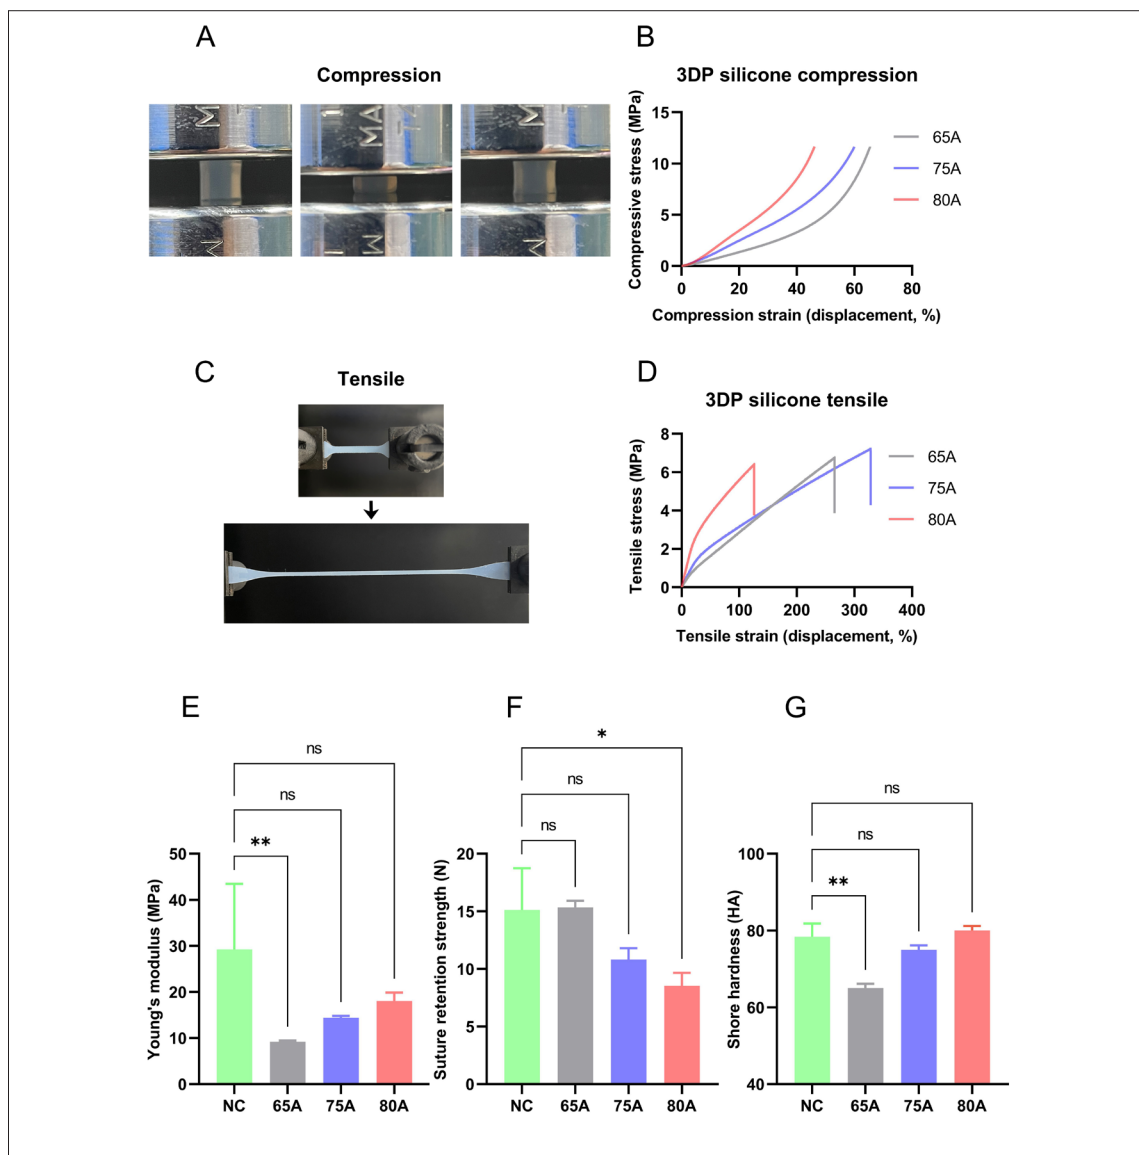 A
B
Compression
3DP silicone compression
M
MA
M
M
M
Compressive stress (MPa)
15
10
5
0
0 20 40 60 80
Compression strain (displacement, %)
65A
75A
80A
C
D
Tensile
3DP silicone tensile
Tensile stress (MPa)
8
6
4
2
0
0 100 200 300 400
Tensile strain (displacement, %)
65A
75A
80A
E
F
G
ns
ns
**
Young's modulus (MPa)
50
40
30
20
10
0
NC 65A 75A 80A
*
ns
ns
Suture retention strength (N)
20
15
10
5
0
NC 65A 75A 80A
ns
ns
**
Shore hardness (HA)
100
80
60
40
NC 65A 75A 80A